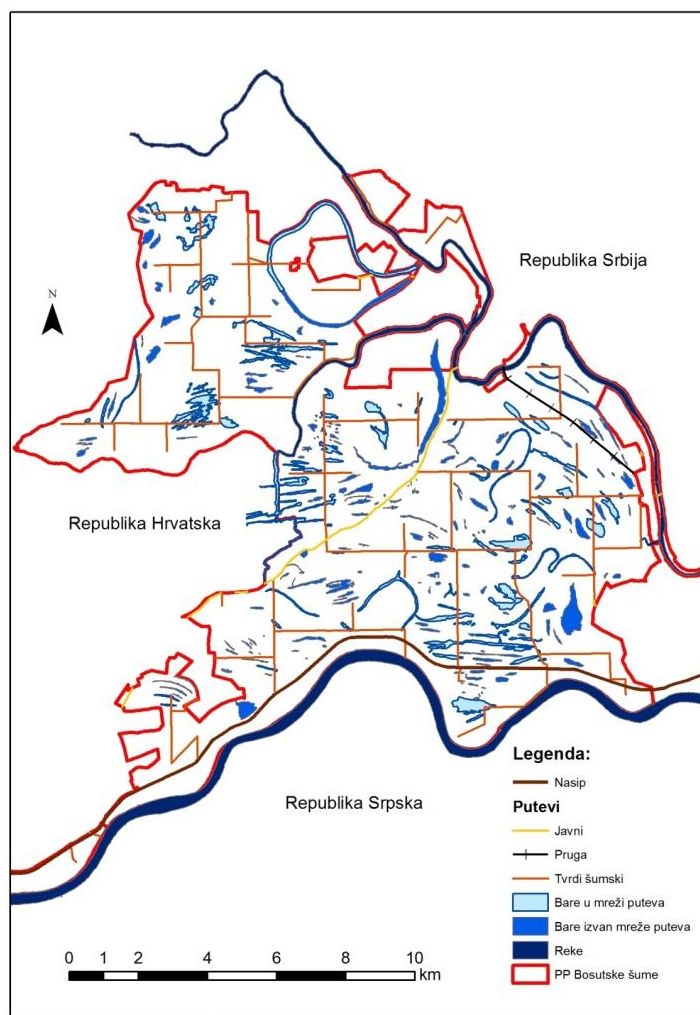 Republika Srbija
N
Republika Hrvatska
Republika Srpska
Legenda:
Nasip
Putevi
Javni
Pruga
Tvrdi šumski
Bare u mreži puteva
Bare izvan mreže puteva
Reke
PP Bosutske šume
0 1 2 4 6 8 10
km